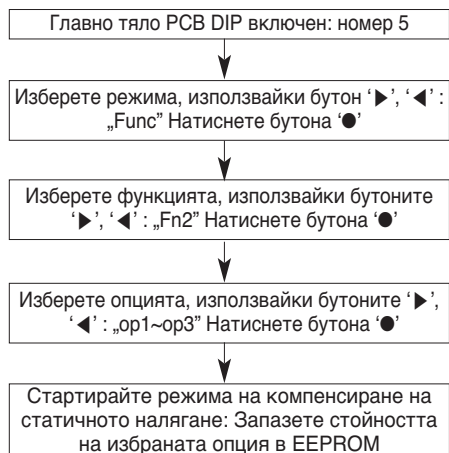 Главно тяло PCB DIP включен: номер 5
Изберете режима, използвайки бутон ‘▶’, ‘◀’ :
„Func” Натиснете бутона ‘●’
Изберете функцията, използвайки бутоните
‘▶’, ‘◀’ : „Fn2” Натиснете бутона ‘●’
Изберете опцията, използвайки бутоните ‘▶’,
‘◀’ : „op1~op3” Натиснете бутона ‘●’
Стартирайте режима на компенсиране на
статичното налягане: Запазете стойността
на избраната опция в EEPROM